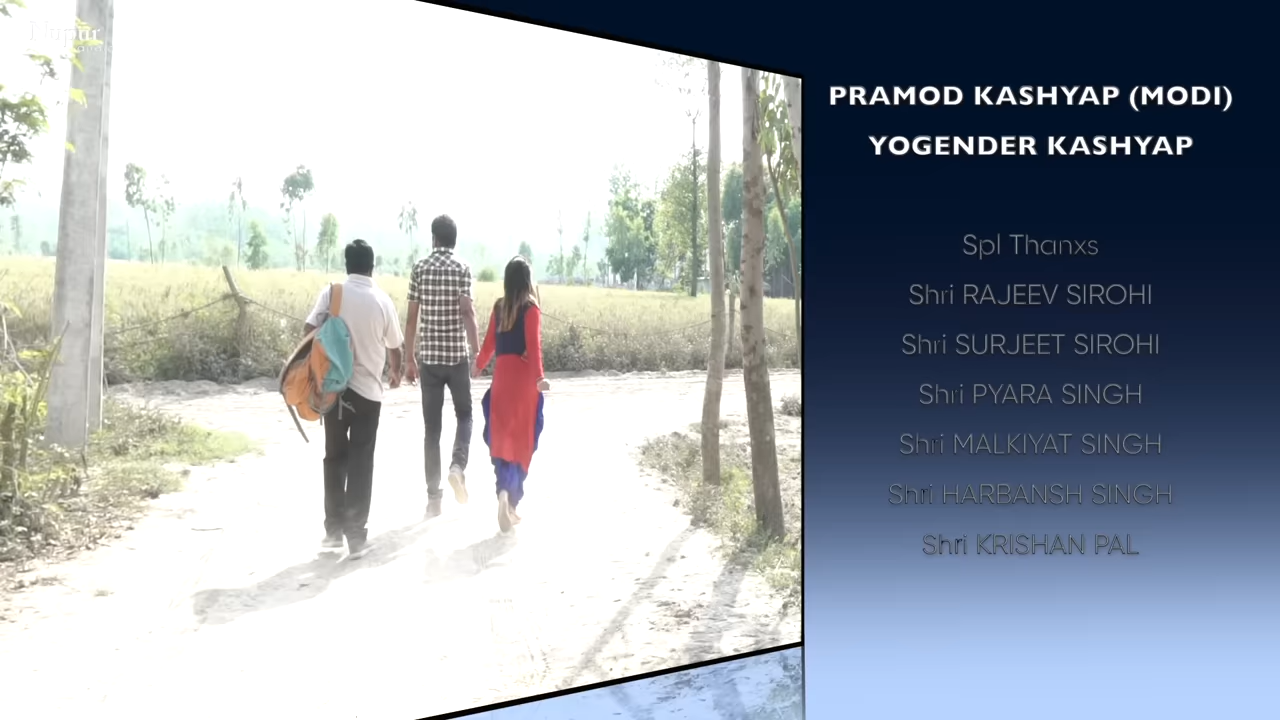 PRAMOD KASHYAP (MODI)
YOGENDER KASHYAP
Spl Thanxs
Shri RAJEEV SIROHI
Shri SURJEET SIROHI
Shri PYARA SINGH
Shri MALKIYAT SINGH
Shri HARBANSH SINGH
Shri KRISHAN PAL